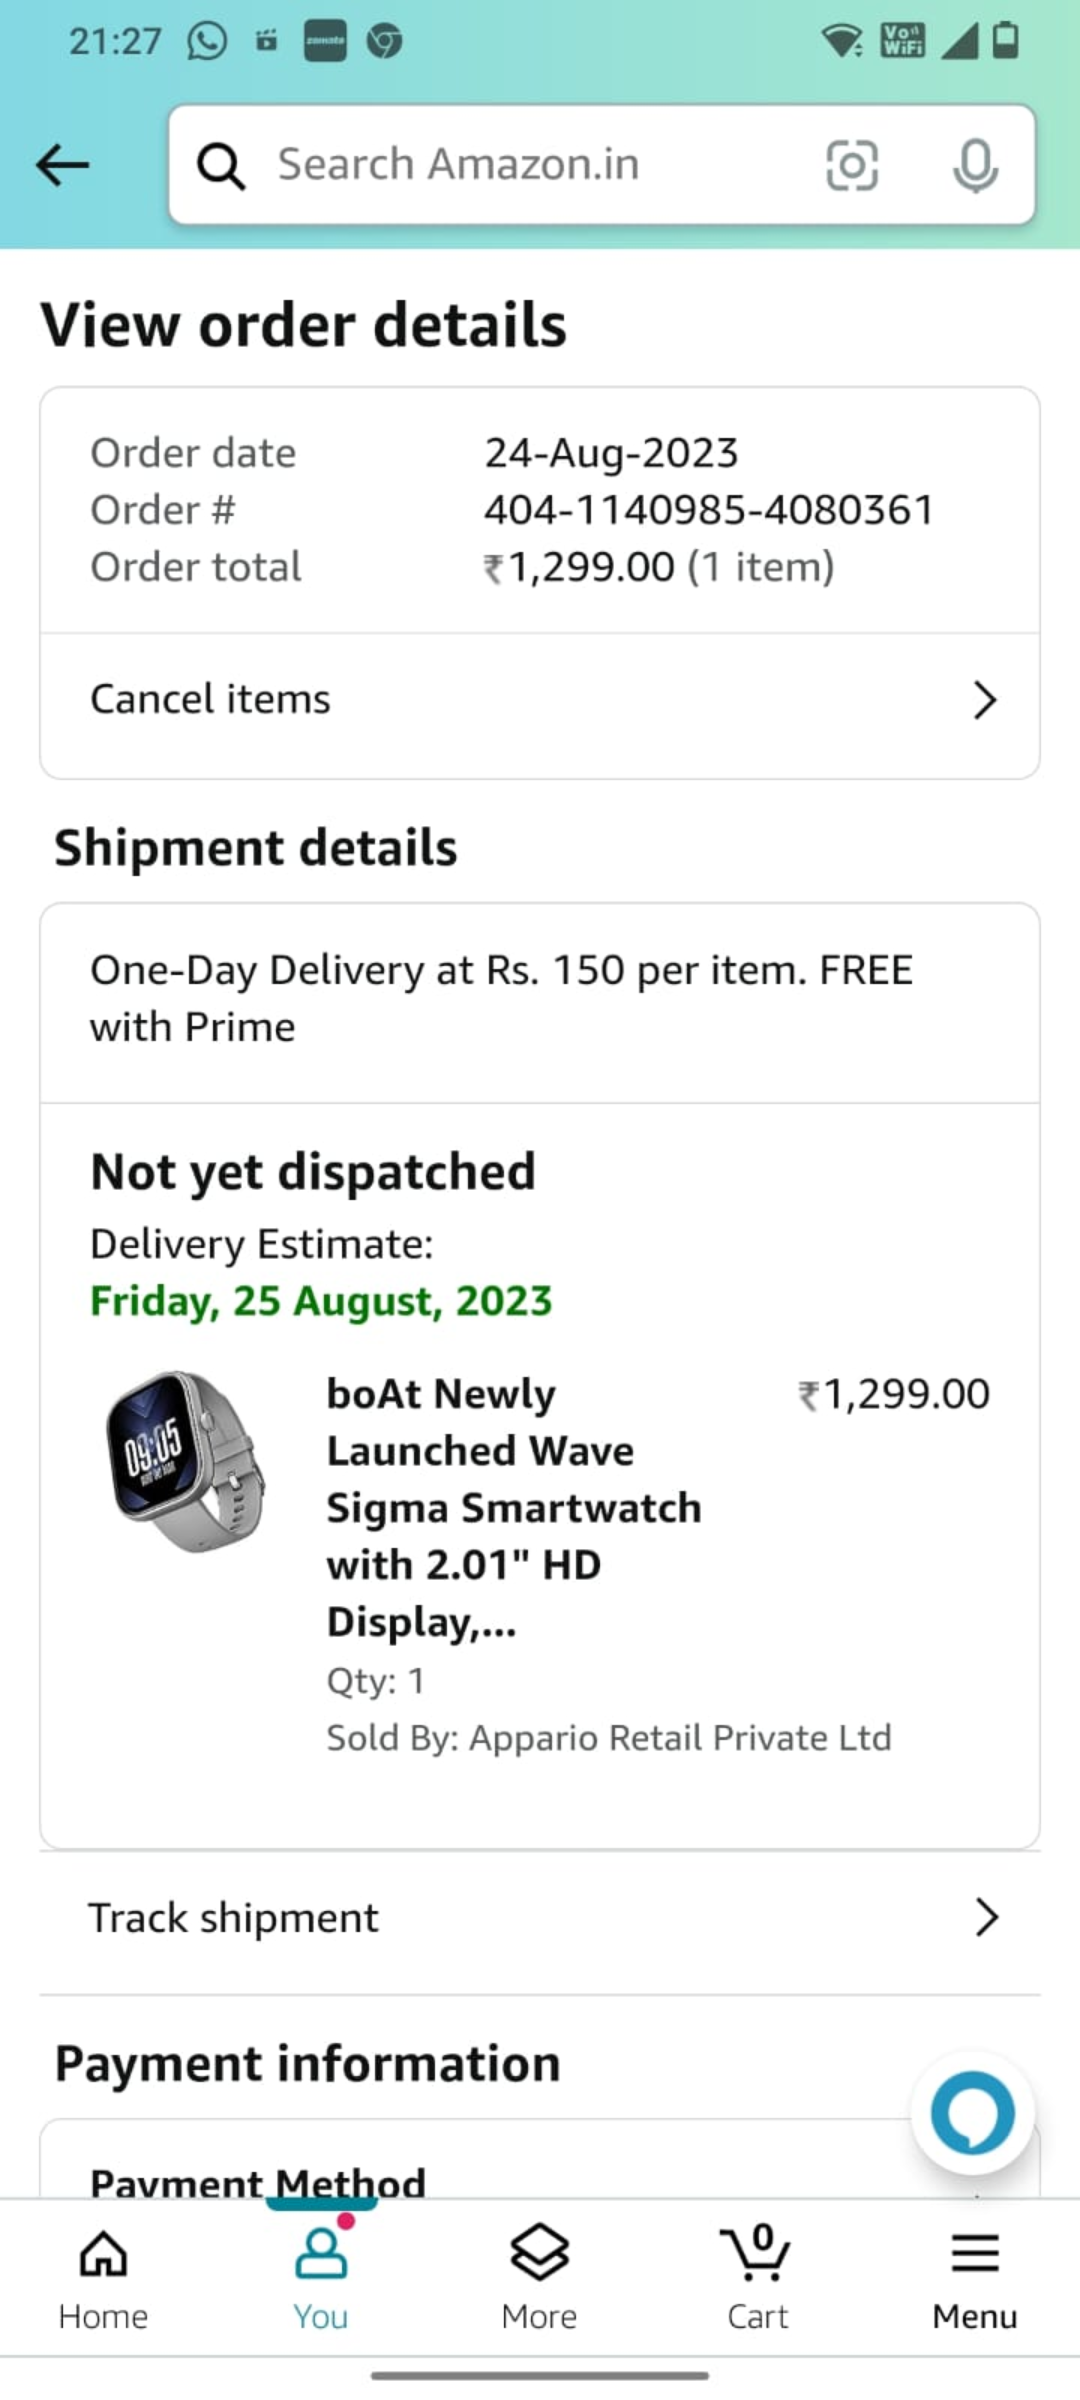 21:27
zomato
Vo
WiFi
Search Amazon.in
View order details
Order date 24-Aug-2023
Order # 404-1140985-4080361
Order total ₹1,299.00 (1 item)
Cancel items
Shipment details
One-Day Delivery at Rs. 150 per item. FREE
with Prime
Not yet dispatched
Delivery Estimate:
Friday, 25 August, 2023
09:05
boAt Newly ₹1,299.00
Launched Wave
Sigma Smartwatch
with 2.01" HD
Display,...
Qty: 1
Sold By: Appario Retail Private Ltd
Track shipment
Payment information
Payment Method
0
Home You More Cart Menu